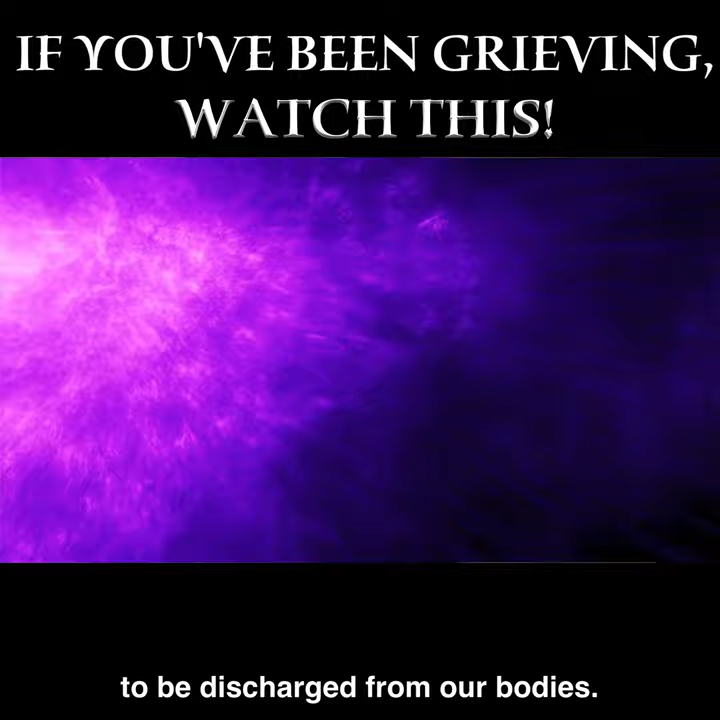 IF YOU'VE BEEN GRIEVING,
WATCH THIS!
to be discharged from our bodies.